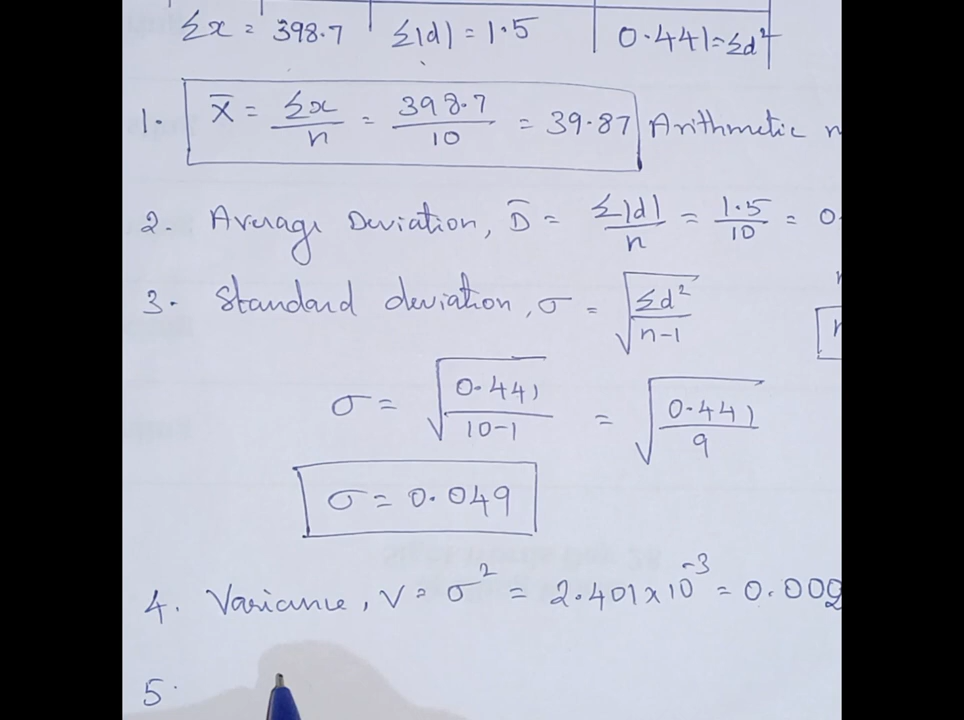 Σx = 398.7 Σ|d| = 1.5 0.441=Σd²
1. X̄ = Σx/n = 398.7/10 = 39.87 Arithmetic
2. Average Deviation, D̄ = Σ|d|/n = 1.5/10 = 0.
3. Standard deviation, σ = √(Σd²/n-1)
σ = √(0.441/10-1) = √(0.441/9)
σ = 0.049
4. Variance, V = σ² = 2.401x10⁻³ = 0.002
5.